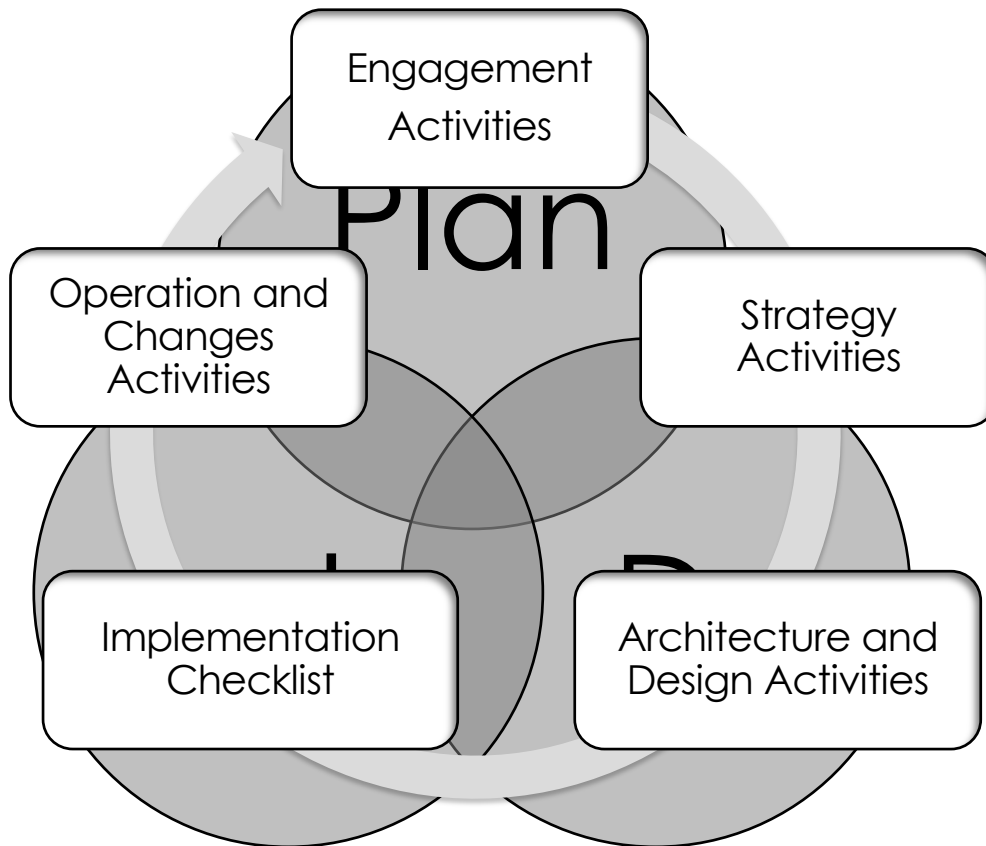 Engagement
Activities
Plan
Operation and
Changes
Activities
Strategy
Activities
Implementation
Checklist
Architecture and
Design Activities